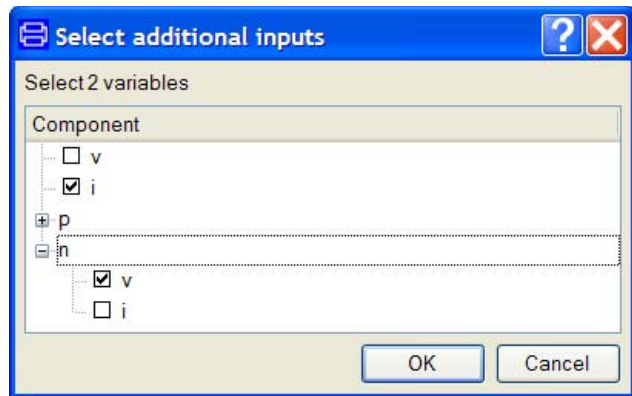 Select additional inputs
Select 2 variables
Component
v
i
p
n
v
i
OK Cancel